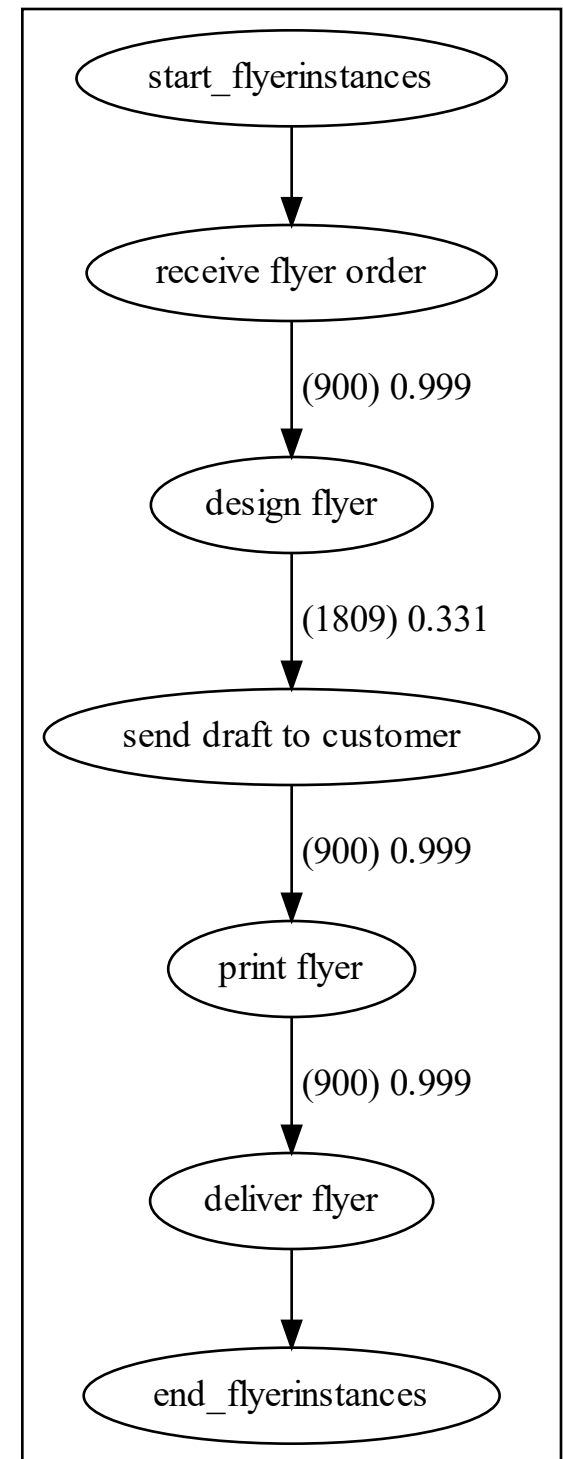 start_flyerinstances
receive flyer order
(900) 0.999
design flyer
(1809) 0.331
send draft to customer
(900) 0.999
print flyer
(900) 0.999
deliver flyer
end_flyerinstances